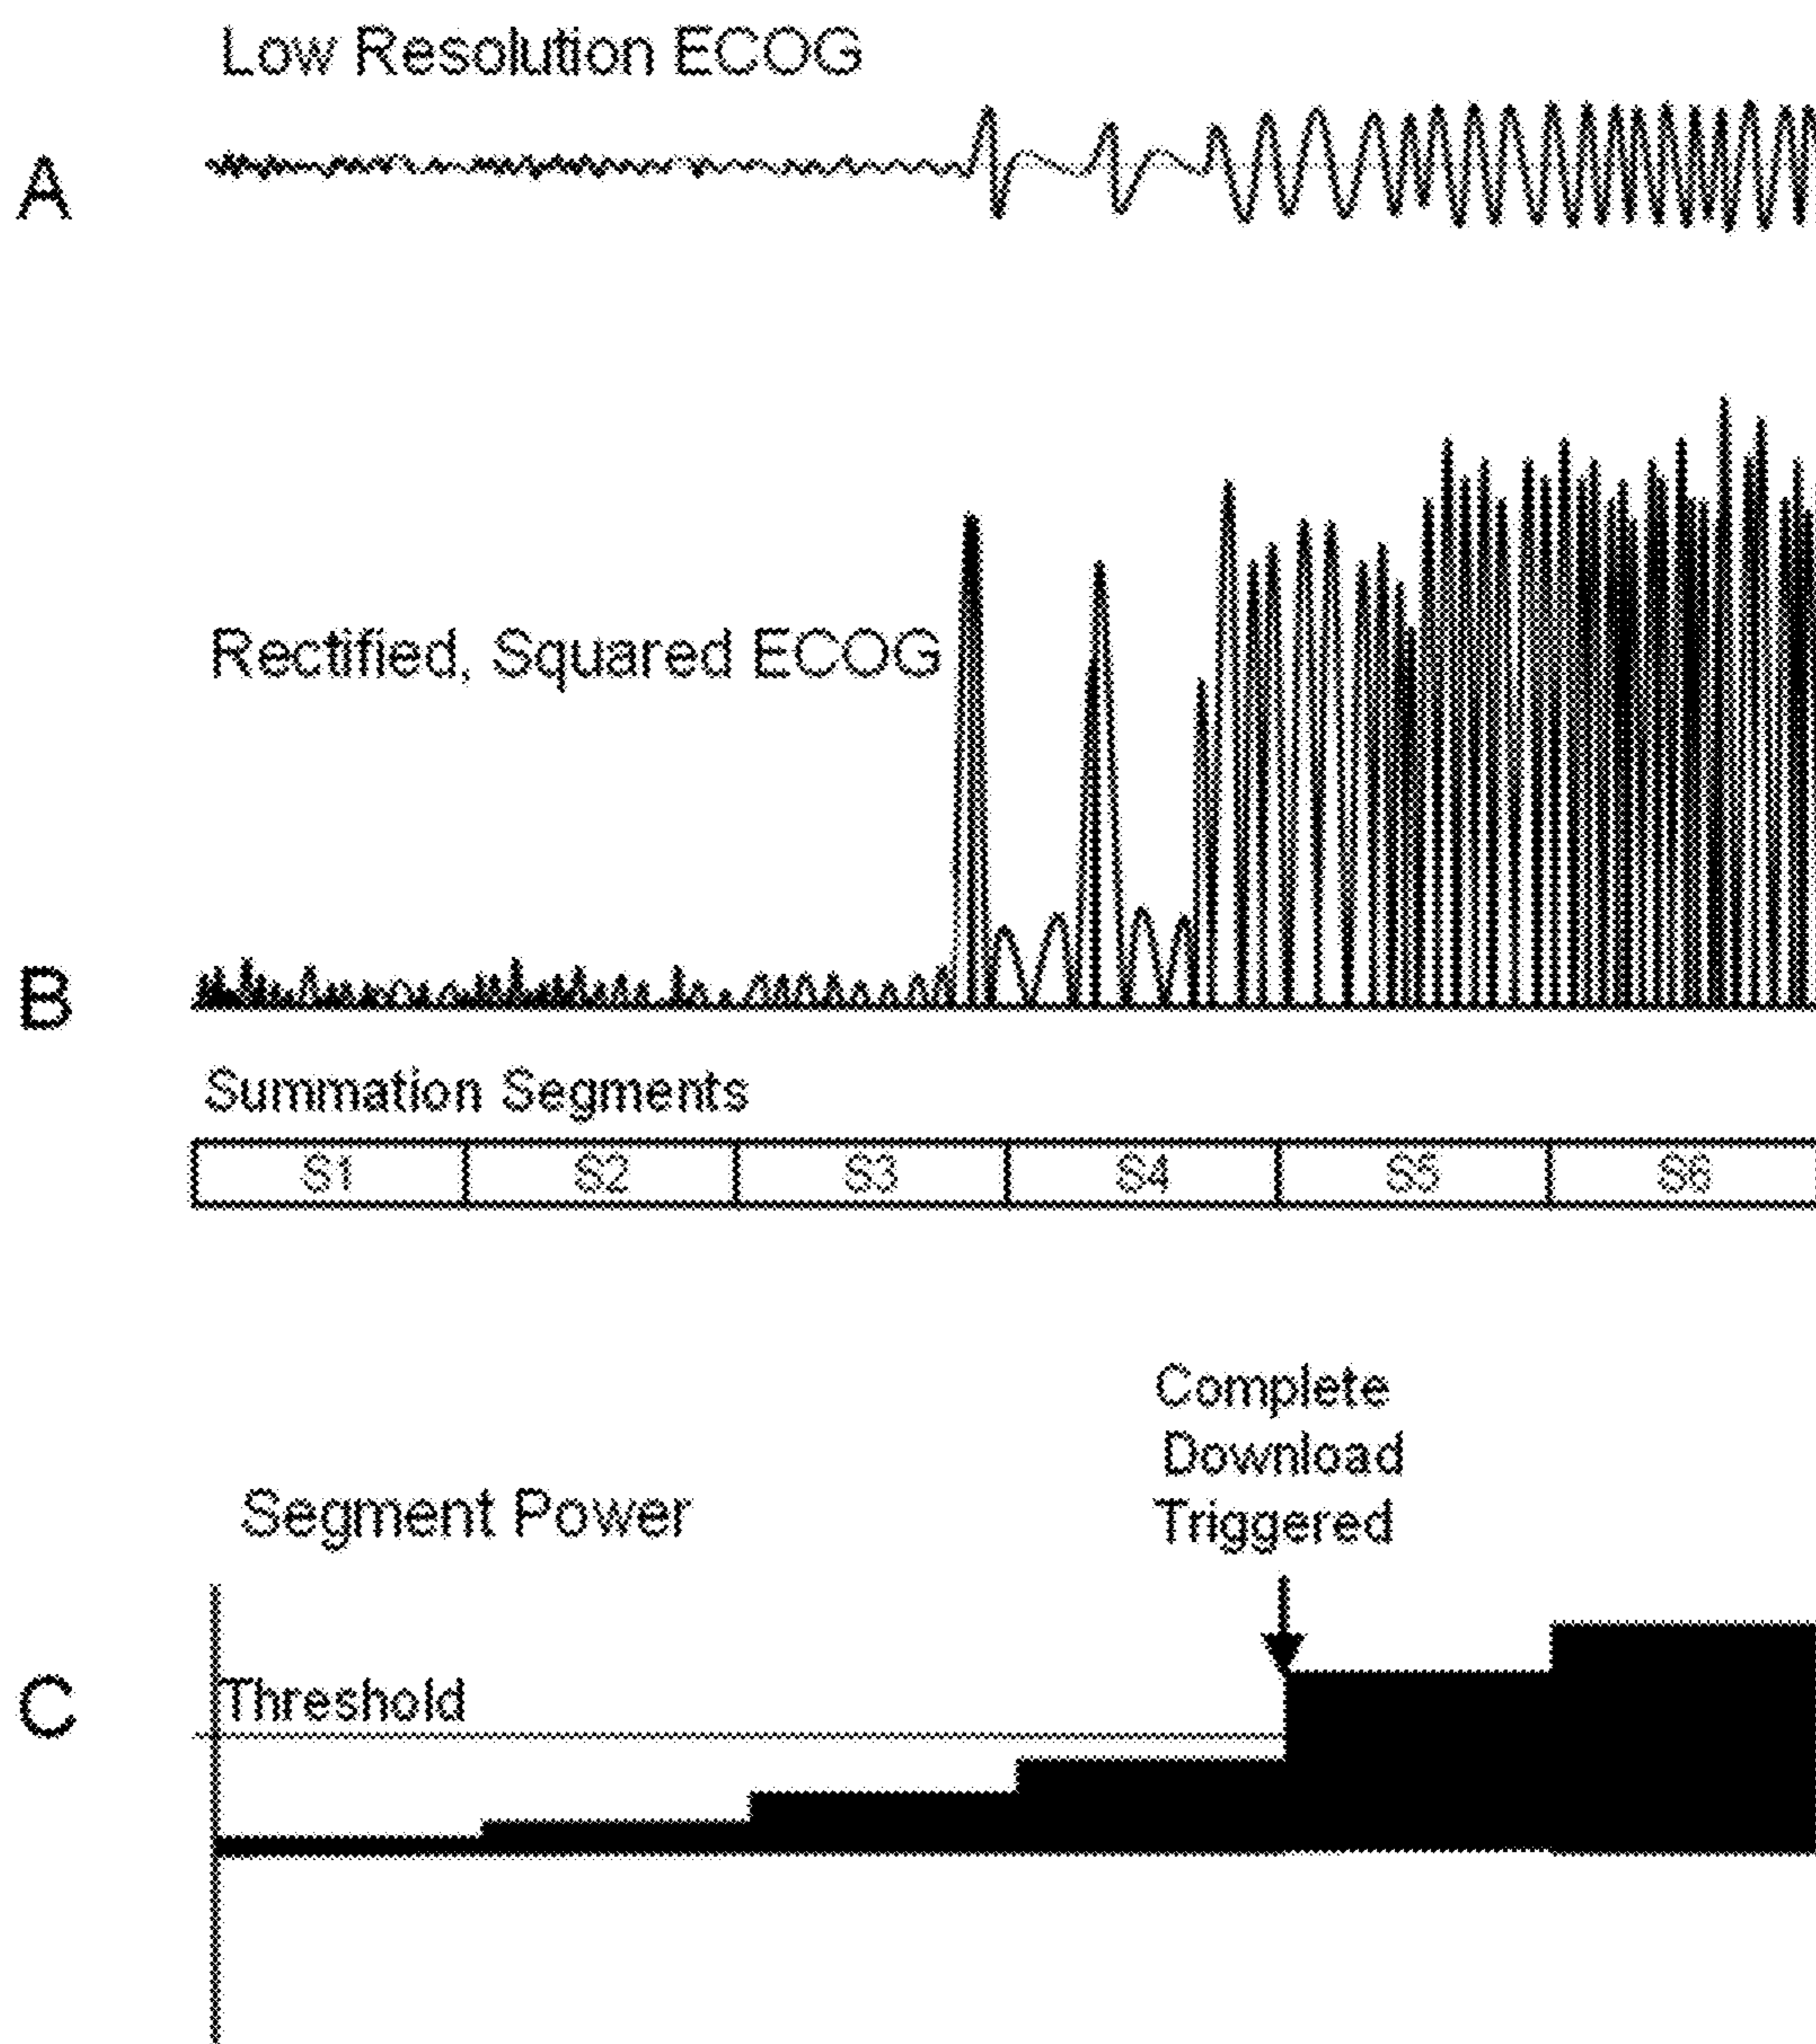 Low Resolution ECOG
A
Rectified, Squared ECOG
B
Summation Segments
S1 S2 S3 S4 S5 S6
Complete
Download
Triggered
Segment Power
C
Threshold